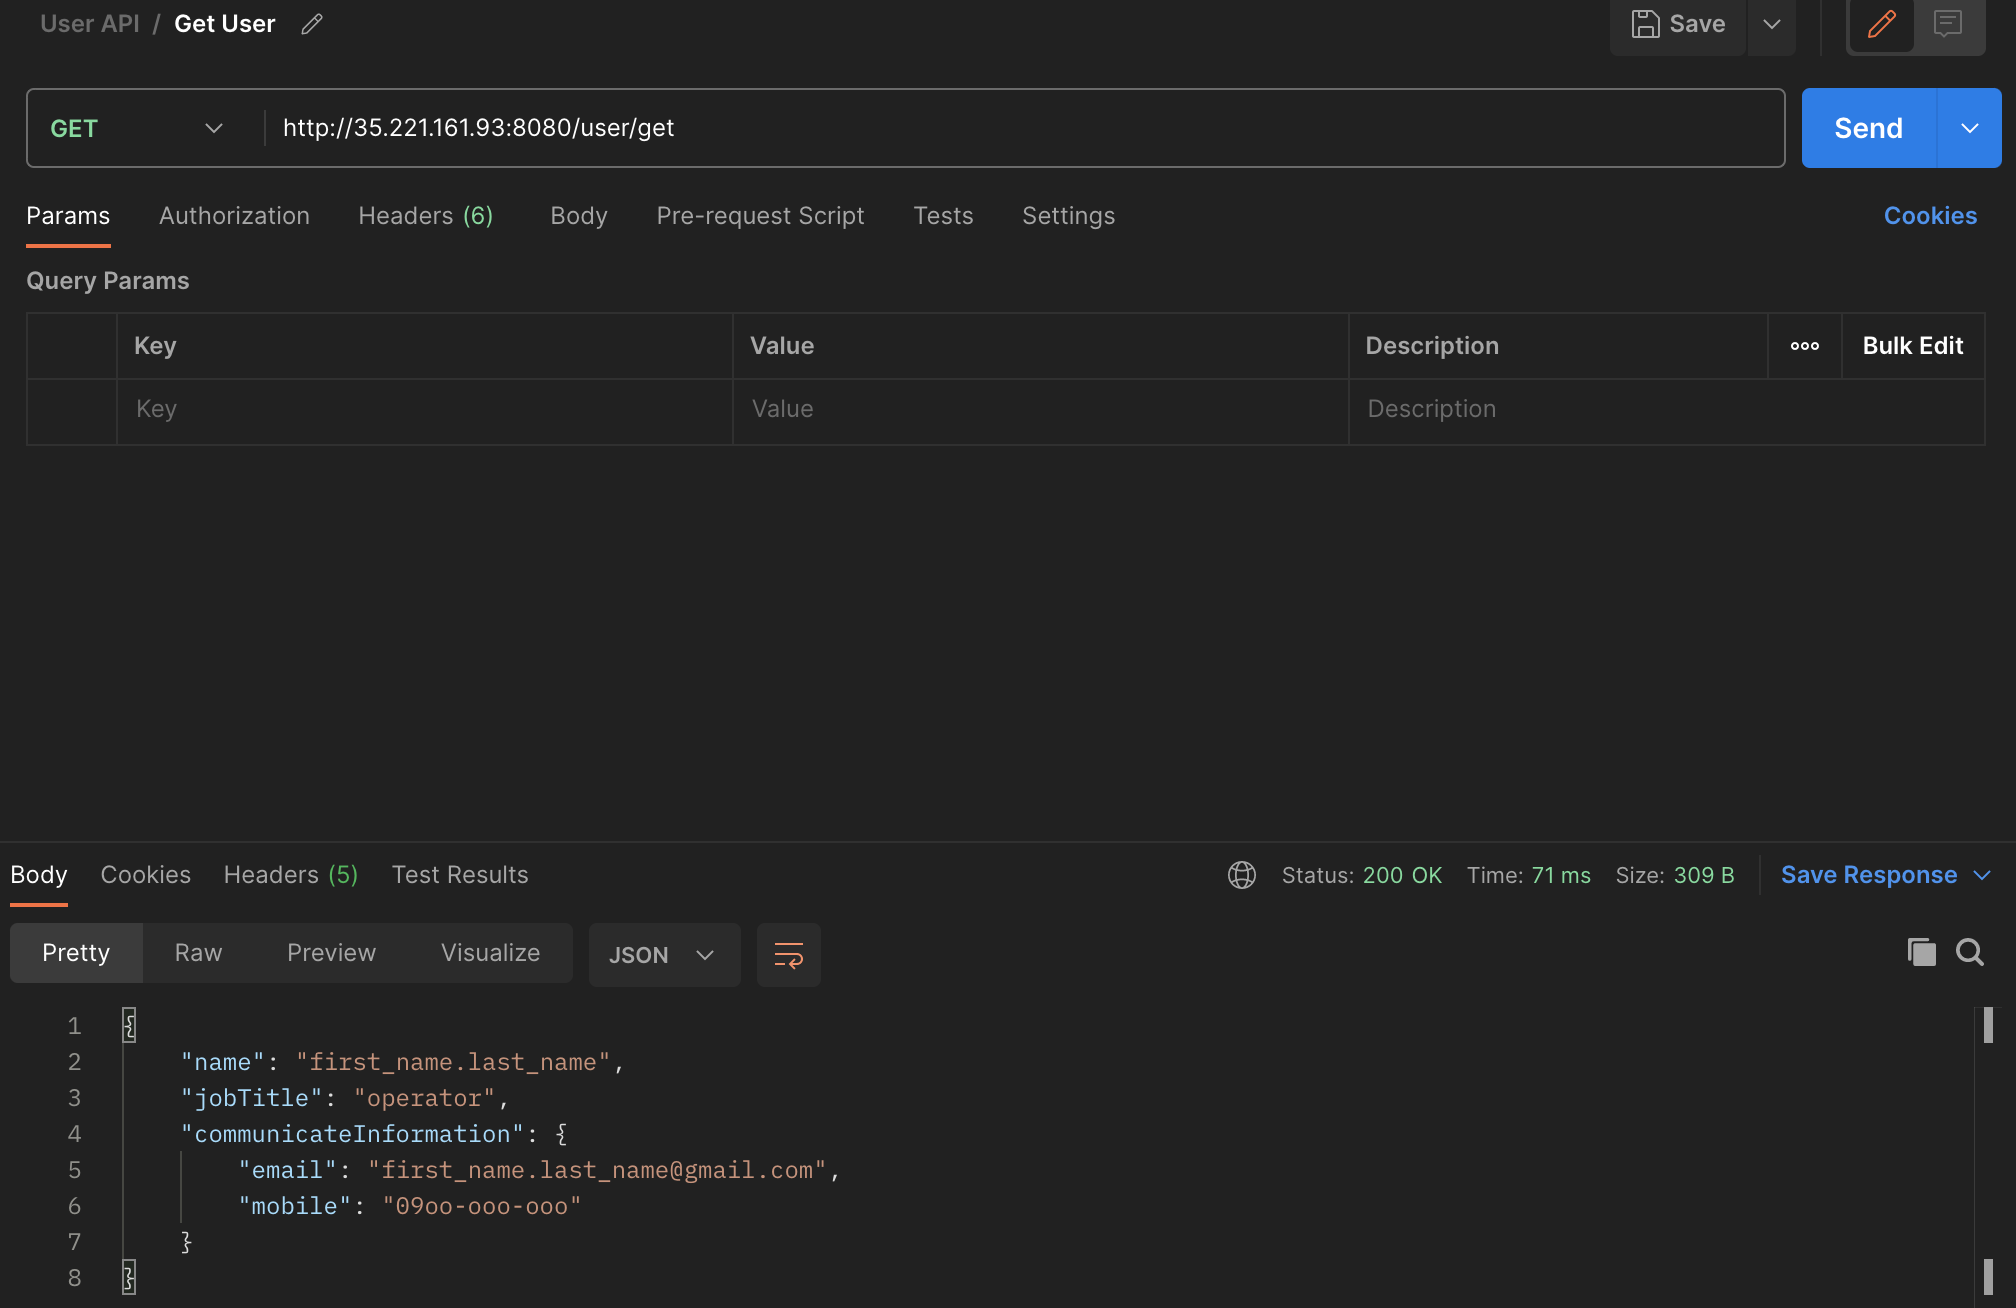 User API / Get User
Save
GET http://35.221.161.93:8080/user/get Send
Params Authorization Headers (6) Body Pre-request Script Tests Settings Cookies
Query Params
Key Value Description ooo Bulk Edit
Key Value Description
Body Cookies Headers (5) Test Results Status: 200 OK Time: 71 ms Size: 309 B Save Response
Pretty Raw Preview Visualize JSON
1 {
2 "name": "first_name.last_name",
3 "jobTitle": "operator",
4 "communicateInformation": {
5 "email": "first_name.last_name@gmail.com",
6 "mobile": "09oo-ooo-ooo"
7 }
8 }